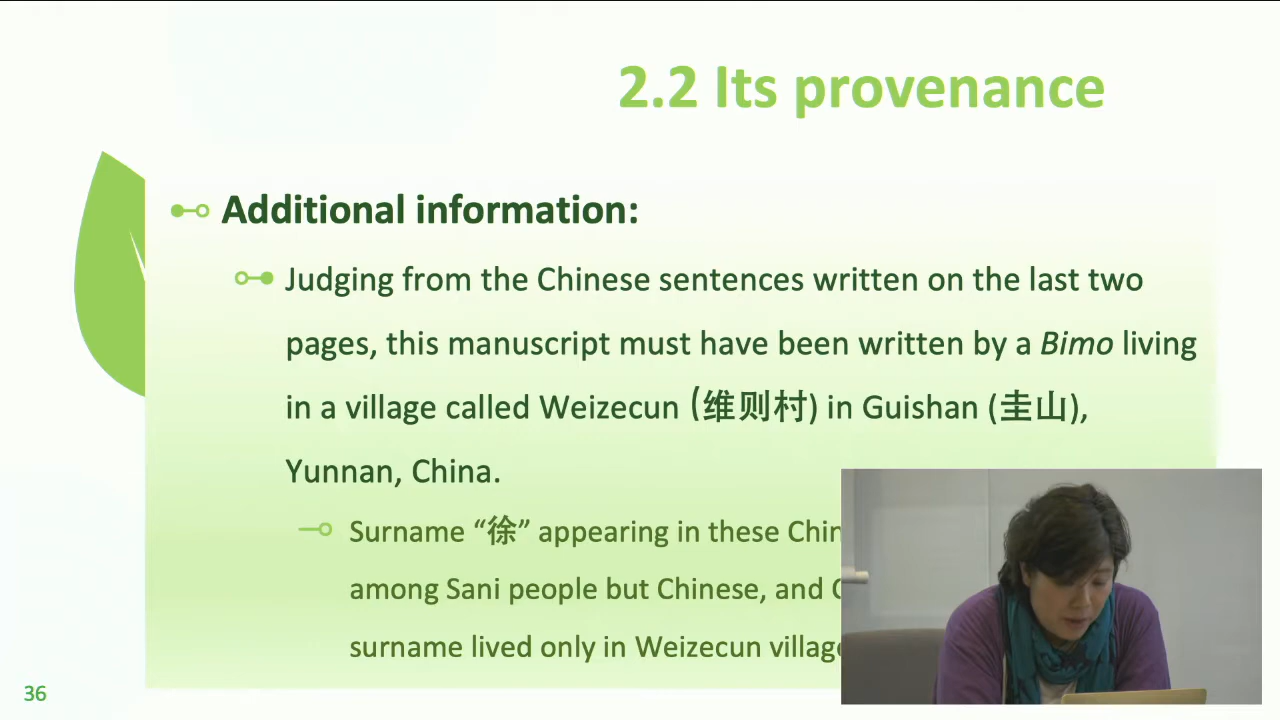 2.2 Its provenance
Additional information:
Judging from the Chinese sentences written on the last two
pages, this manuscript must have been written by a Bimo living
in a village called Weizecun (维则村) in Guishan (圭山),
Yunnan, China.
Surname “徐” appearing in these
among Sani people but Chinese, and
surname lived only in Weizecun
36